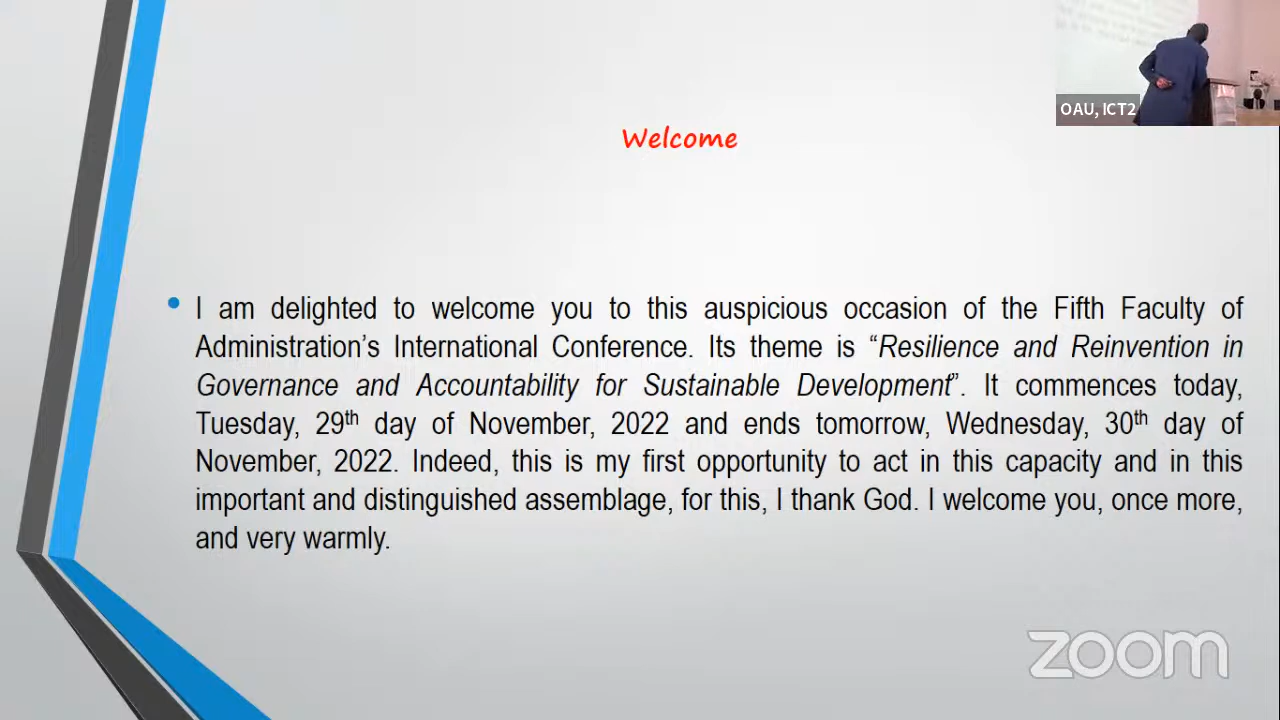 OAU, ICT2
Welcome
• I am delighted to welcome you to this auspicious occasion of the Fifth Faculty of
Administration’s International Conference. Its theme is “Resilience and Reinvention in
Governance and Accountability for Sustainable Development”. It commences today,
Tuesday, 29th day of November, 2022 and ends tomorrow, Wednesday, 30th day of
November, 2022. Indeed, this is my first opportunity to act in this capacity and in this
important and distinguished assemblage, for this, I thank God. I welcome you, once more,
and very warmly.
zoom